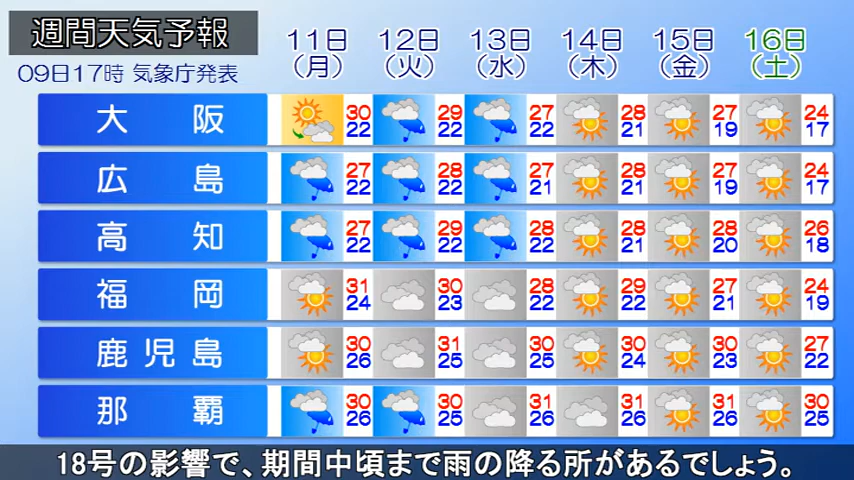 週間天気予報
09日17時 気象庁発表
11日 12日 13日 14日 15日 16日
(月) (火) (水) (木) (金) (土)
大阪 30 22 29 22 27 22 28 21 27 19 24 17
広島 27 22 28 22 27 21 28 21 27 19 24 17
高知 27 22 29 22 28 22 28 21 28 20 26 18
福岡 31 24 30 23 28 22 29 22 27 21 24 19
鹿児島 30 26 31 25 30 25 30 24 30 23 27 22
那覇 30 26 30 25 31 26 31 26 31 26 30 25
18号の影響で、期間中頃まで雨の降る所があるでしょう。